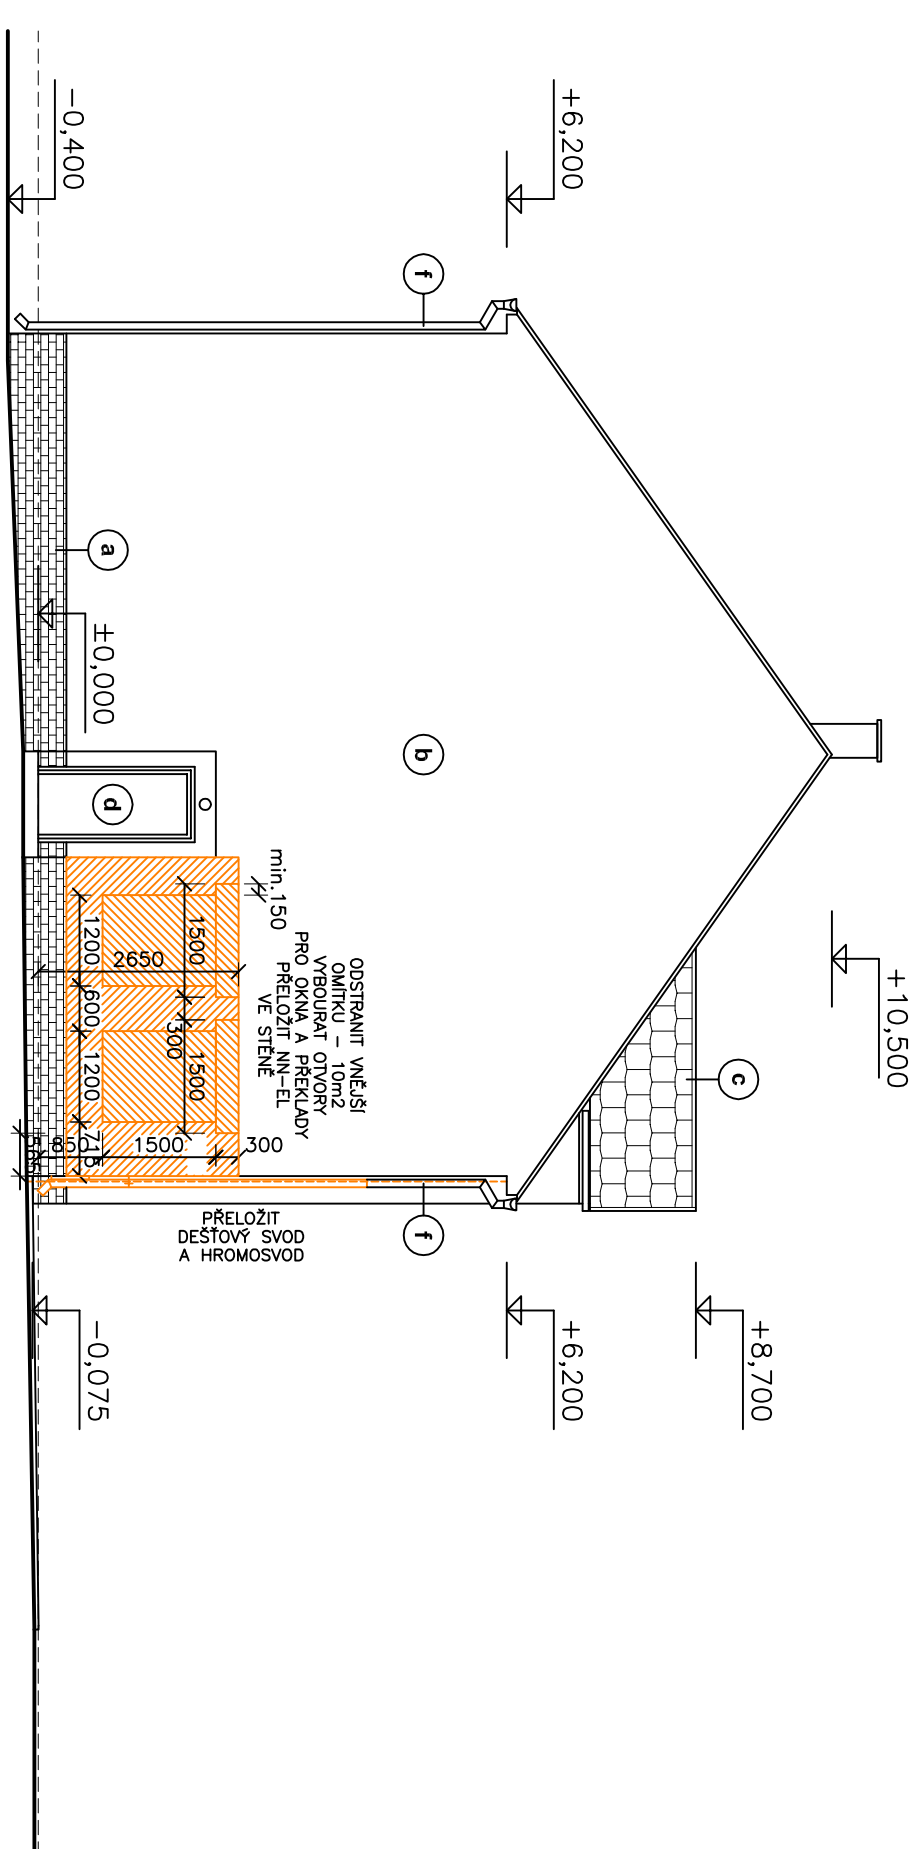 +10,500
+8,700
+6,200
+6,200
c
f
f
b
ODSTRANIT VNĚJŠÍ
OMÍTKU – 10m2
VYBOURAT OTVORY
PRO OKNA A PŘEKLADY
PŘELOŽIT NN–EL
VE STĚNĚ
min.150
PŘELOŽIT
DEŠŤOVÝ SVOD
A HROMOSVOD
300
1500
850
2650
1500
300
1500
1200
600
1200
715
565
d
a
±0,000
-0,400
-0,075